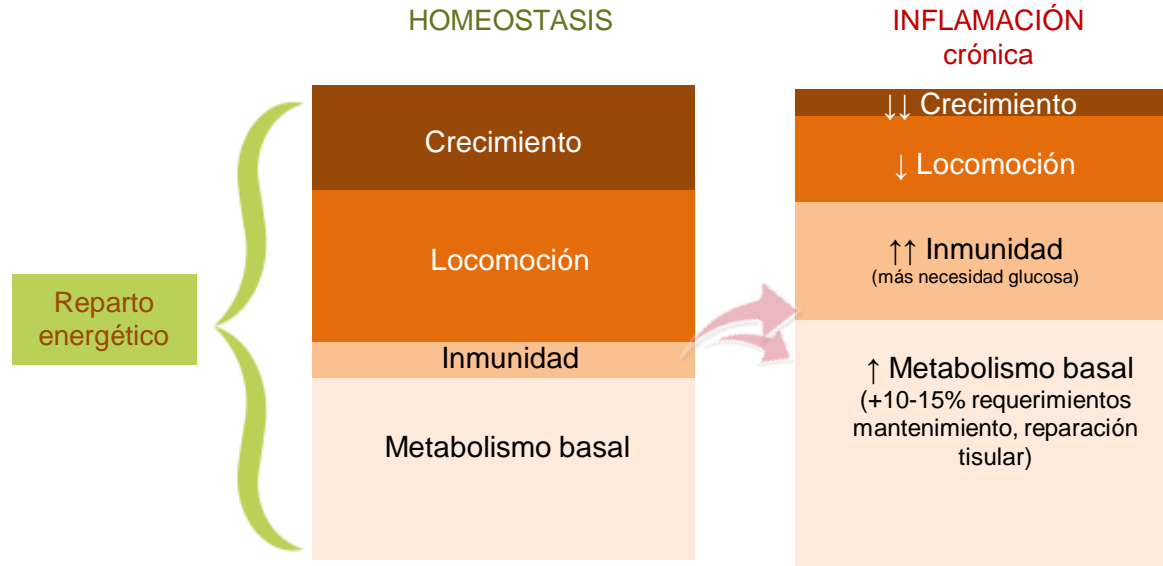 HOMEOSTASIS
INFLAMACIÓN
crónica
Reparto
energético
Crecimiento
Locomoción
Inmunidad
Metabolismo basal
↓↓ Crecimiento
↓ Locomoción
↑↑ Inmunidad
(más necesidad glucosa)
↑ Metabolismo basal
(+10-15% requerimientos
mantenimiento, reparación
tisular)